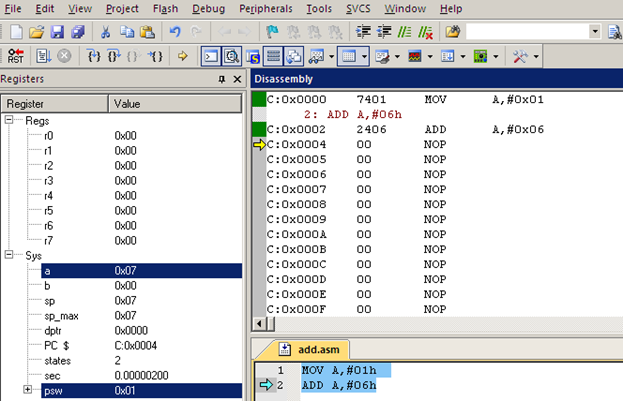 File Edit View Project Flash Debug Peripherals Tools SVCS Window Help
RST
Registers
Register Value
Regs
r0 0x00
r1 0x00
r2 0x00
r3 0x00
r4 0x00
r5 0x00
r6 0x00
r7 0x00
Sys
a 0x07
b 0x00
sp 0x07
sp_max 0x07
dptr 0x0000
PC $ C:0x0004
states 2
sec 0.00000200
psw 0x01
Disassembly
C:0x0000 7401 MOV A,#0x01
2: ADD A,#06h
C:0x0002 2406 ADD A,#0x06
C:0x0004 00 NOP
C:0x0005 00 NOP
C:0x0006 00 NOP
C:0x0007 00 NOP
C:0x0008 00 NOP
C:0x0009 00 NOP
C:0x000A 00 NOP
C:0x000B 00 NOP
C:0x000C 00 NOP
C:0x000D 00 NOP
C:0x000E 00 NOP
C:0x000F 00 NOP
add.asm
1 MOV A,#01h
2 ADD A,#06h